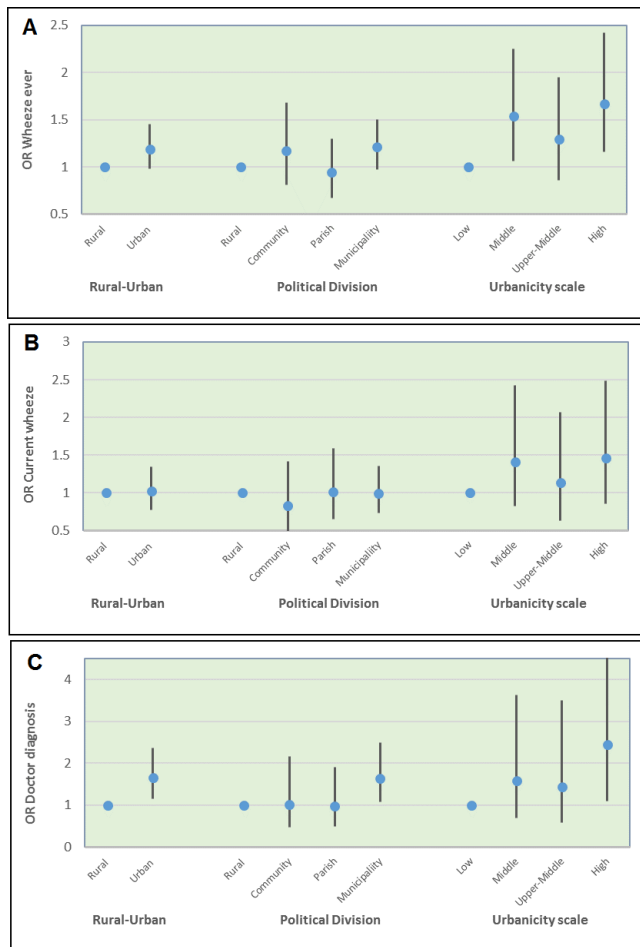 A
OR Wheeze ever
2.5
2
1.5
1
0.5
Rural
Urban
Rural
Community
Parish
Municipality
Low
Middle
Upper-Middle
High
Rural-Urban
Political Division
Urbanicity scale
B
OR Current wheeze
3
2.5
2
1.5
1
0.5
Rural
Urban
Rural
Community
Parish
Municipality
Low
Middle
Upper-Middle
High
Rural-Urban
Political Division
Urbanicity scale
C
OR Doctor diagnosis
4
3
2
1
0
Rural
Urban
Rural
Community
Parish
Municipality
Low
Middle
Upper-Middle
High
Rural-Urban
Political Division
Urbanicity scale